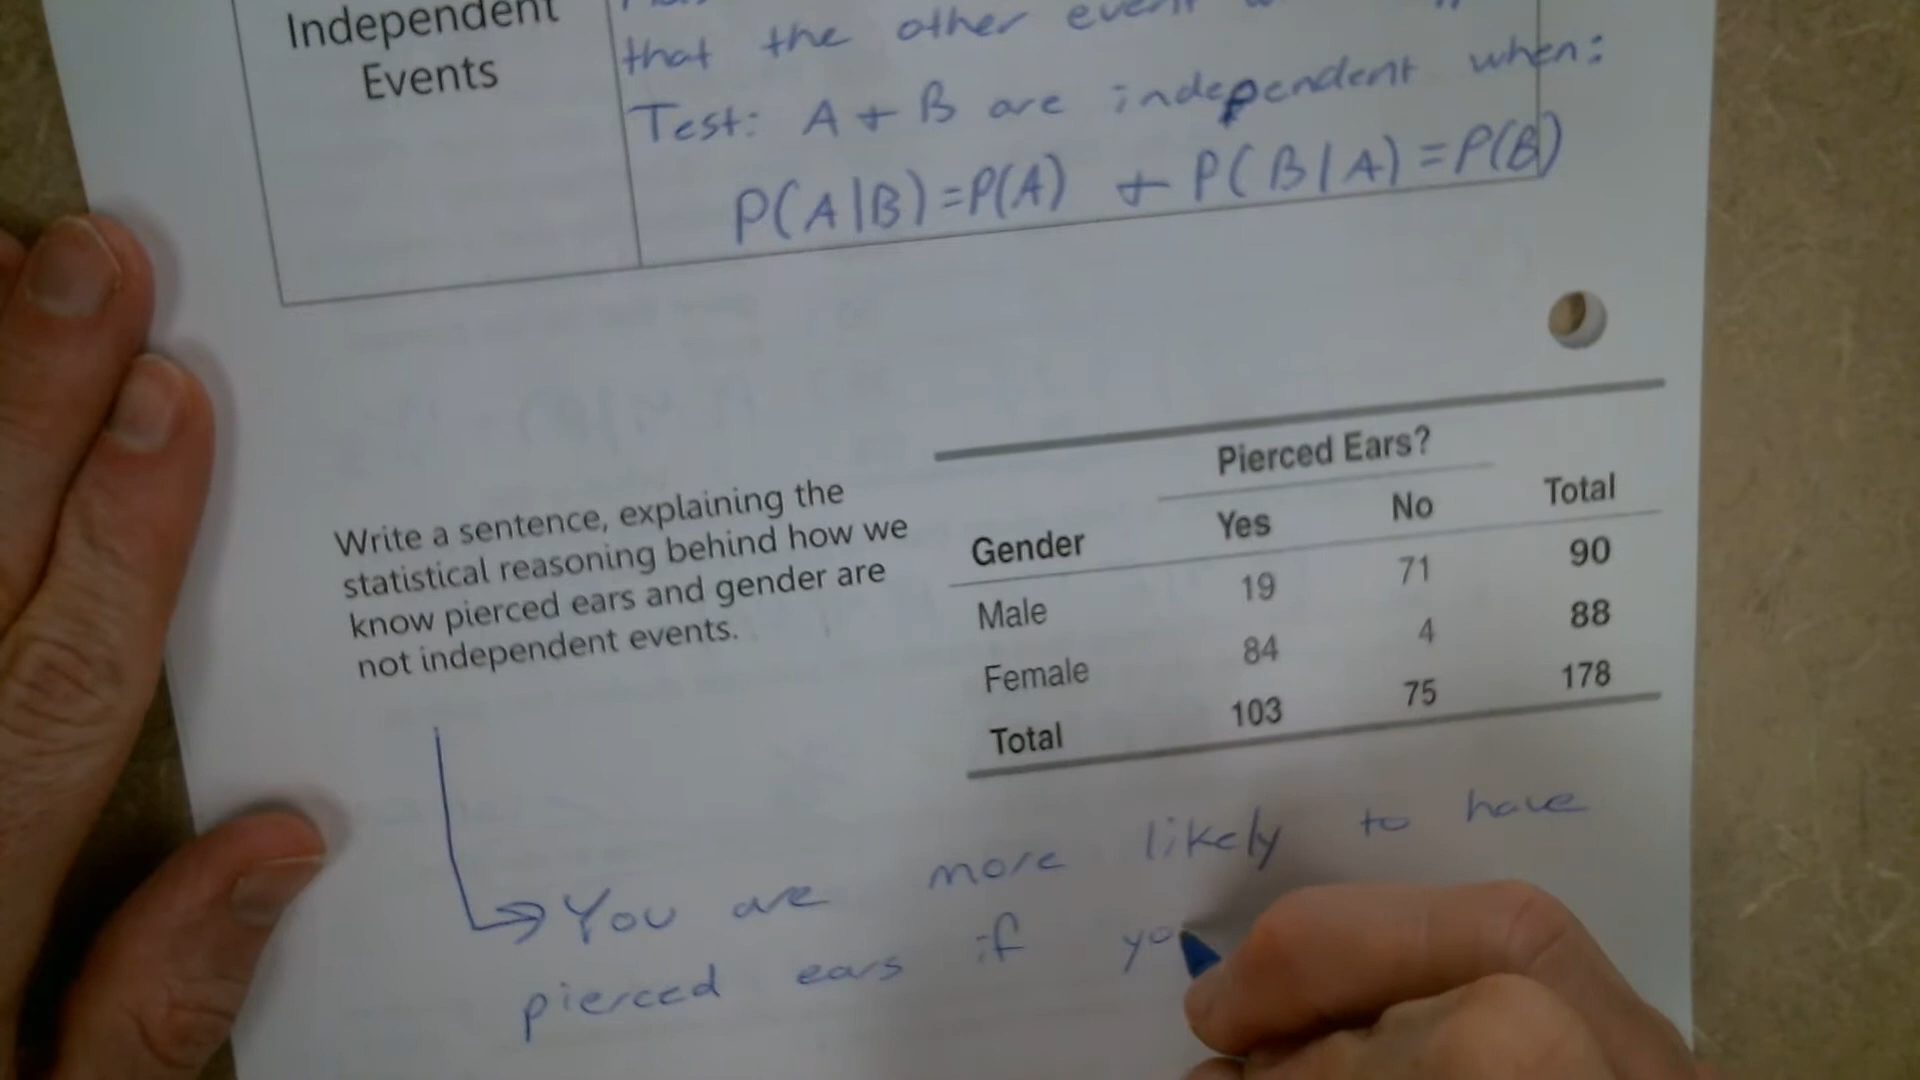 Independent
Events
that the other event
Test: A + B are independent when:
P(A|B)=P(A) + P(B|A)=P(B)
Write a sentence, explaining the
statistical reasoning behind how we
know pierced ears and gender are
not independent events.
Pierced Ears?
Gender Yes No Total
Male 19 71 90
Female 84 4 88
Total 103 75 178
You are more likely to have
pierced ears if yo